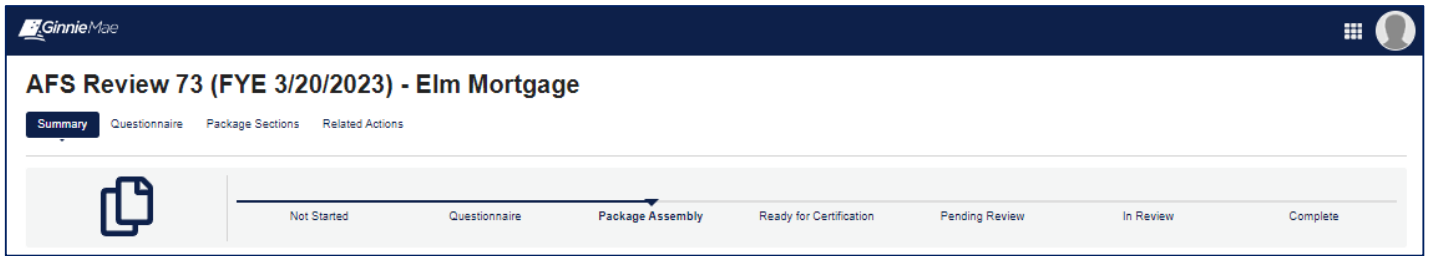 GinnieMae
AFS Review 73 (FYE 3/20/2023) - Elm Mortgage
Summary Questionnaire Package Sections Related Actions
Not Started Questionnaire Package Assembly Ready for Certification Pending Review In Review Complete